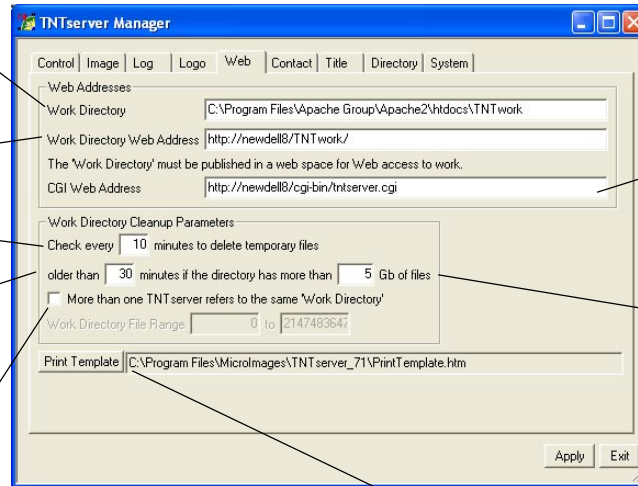 TNTserver Manager
Control Image Log Logo Web Contact Title Directory System
Web Addresses
Work Directory C:\Program Files\Apache Group\Apache2\htdocs\TNTwork
Work Directory Web Address http://newdell8/TNTwork/
The 'Work Directory' must be published in a web space for Web access to work.
CGI Web Address http://newdell8/cgi-bin/tntserver.cgi
Work Directory Cleanup Parameters
Check every 10 minutes to delete temporary files
older than 30 minutes if the directory has more than 5 Gb of files
More than one TNTserver refers to the same 'Work Directory'
Work Directory File Range 0 to 2147483647
Print Template C:\Program Files\MicroImages\TNTserver_71\PrintTemplate.htm
Apply Exit